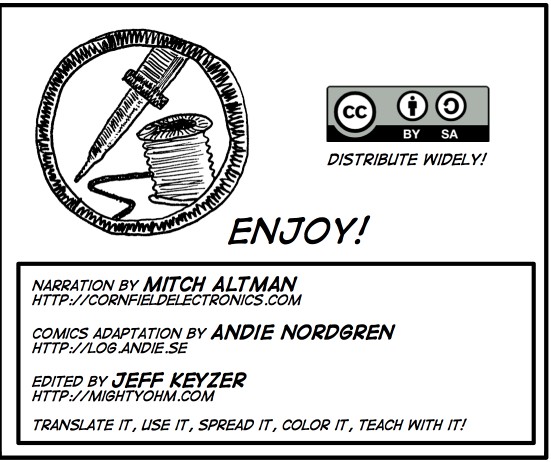 CC
BY SA
DISTRIBUTE WIDELY!
ENJOY!
NARRATION BY MITCH ALTMAN
HTTP://CORNFIELDELECTRONICS.COM
COMICS ADAPTATION BY ANDIE NORDGREN
HTTP://LOG.ANDIE.SE
EDITED BY JEFF KEYZER
HTTP://MIGHTYOHM.COM
TRANSLATE IT, USE IT, SPREAD IT, COLOR IT, TEACH WITH IT!